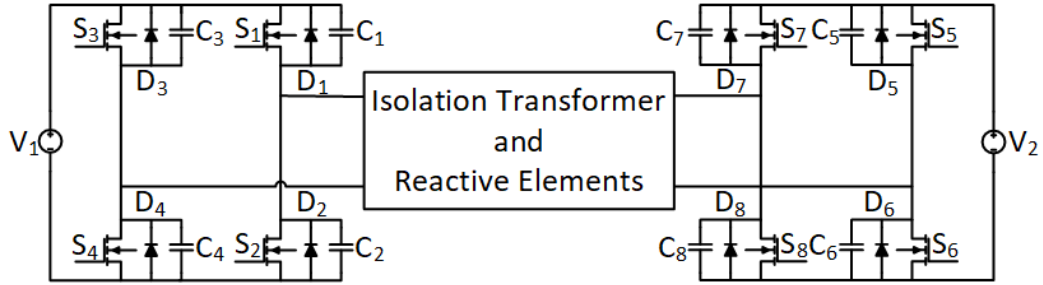 S₃ C₃ S₁ C₁ C₇ S₇ C₅ S₅
D₃ D₁ D₇ D₅
Isolation Transformer
and
Reactive Elements
V₁ V₂
D₄ D₂ D₈ D₆
S₄ C₄ S₂ C₂ C₈ S₈ C₆ S₆